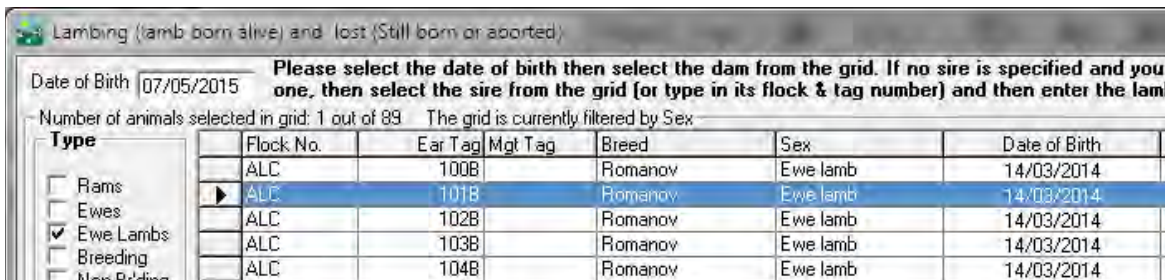 Lambing (lamb born alive) and lost (Still born or aborted)
Date of Birth 07/05/2015 Please select the date of birth then select the dam from the grid. If no sire is specified and you
one, then select the sire from the grid (or type in its flock & tag number) and then enter the lam
Number of animals selected in grid: 1 out of 89 The grid is currently filtered by Sex
Type
Flock No. Ear Tag Mgt Tag Breed Sex Date of Birth
ALC 100B Romanov Ewe lamb 14/03/2014
Rams
ALC 101B Romanov Ewe lamb 14/03/2014
Ewes
ALC 102B Romanov Ewe lamb 14/03/2014
Ewe Lambs
ALC 103B Romanov Ewe lamb 14/03/2014
Breeding
ALC 104B Romanov Ewe lamb 14/03/2014